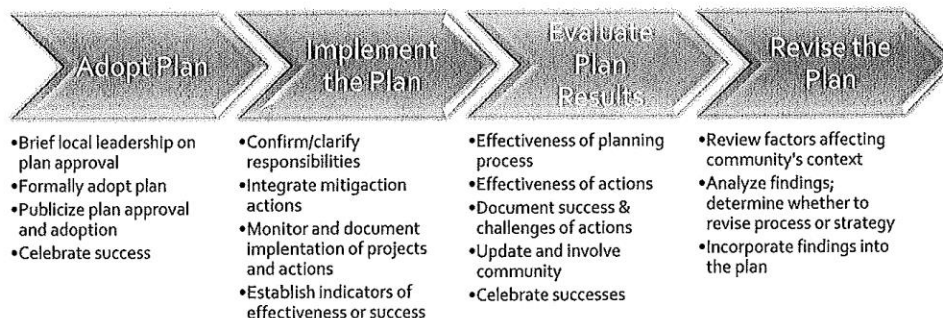 Adopt Plan
•Brief local leadership on
plan approval
•Formally adopt plan
•Publicize plan approval
and adoption
•Celebrate success
Implement
the Plan
•Confirm/clarify
responsibilities
•Integrate mitigaction
actions
•Monitor and document
implentation of projects
and actions
•Establish indicators of
effectiveness or success
Evaluate
Plan
Results
•Effectiveness of planning
process
•Effectiveness of actions
•Document success &
challenges of actions
•Update and involve
community
•Celebrate successes
Revise the
Plan
•Review factors affecting
community's context
•Analyze findings;
determine whether to
revise process or strategy
•Incorporate findings into
the plan